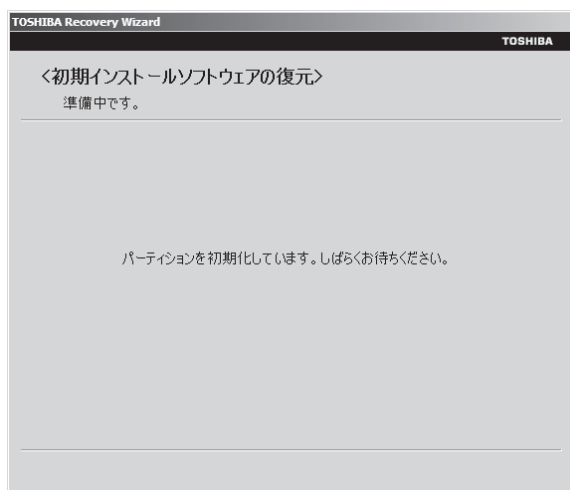 TOSHIBA Recovery Wizard
TOSHIBA
<初期インストールソフトウェアの復元>
準備中です。
パーティションを初期化しています。しばらくお待ちください。